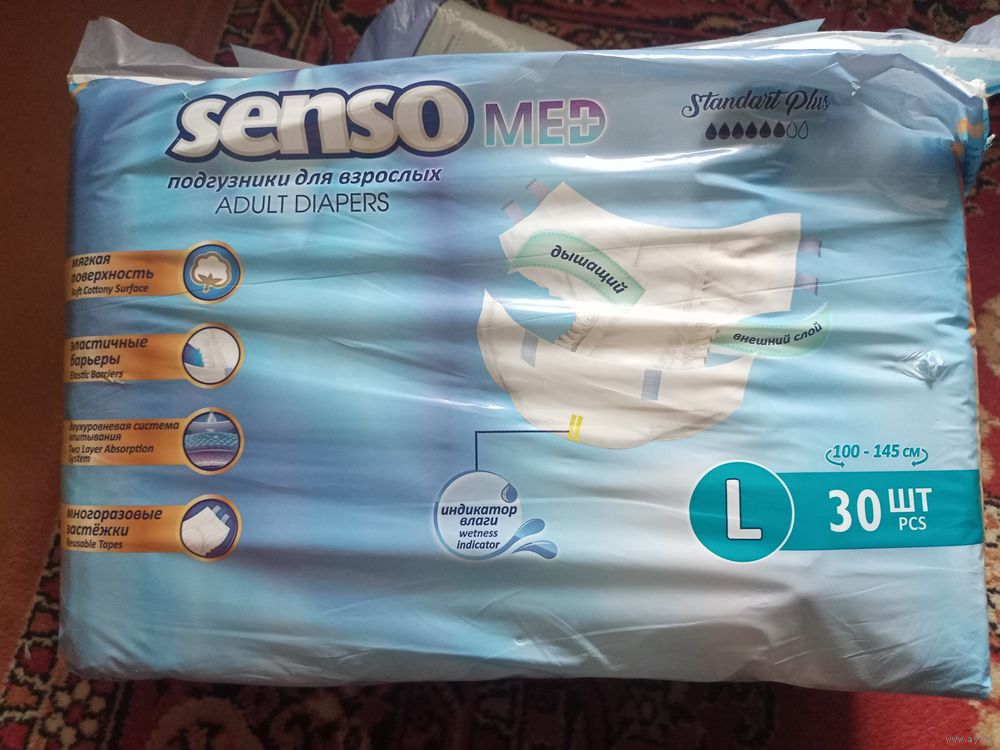 senso MED
Standart Plus
подгузники для взрослых
ADULT DIAPERS
мягкая
поверхность
Soft Cottony Surface
эластичные
барьеры
Elastic Barriers
двухуровневая система
впитывания
Two Layer Absorption
System
многоразовые
застёжки
Reusable Tapes
дышащий
внешний слой
индикатор
влаги
wetness
indicator
100 - 145 см
L
30 ШТ
PCS